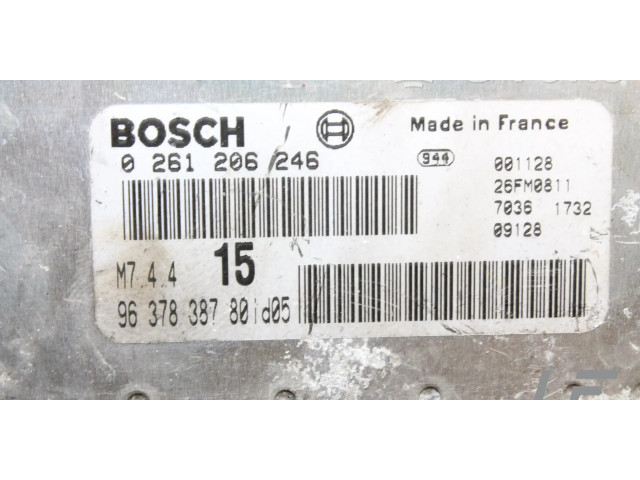 BOSCH
Made in France
0 261 206 246
944
001128
26FM0811
7036 1732
09128
M7.4.4 15
96 378 387 80 id05